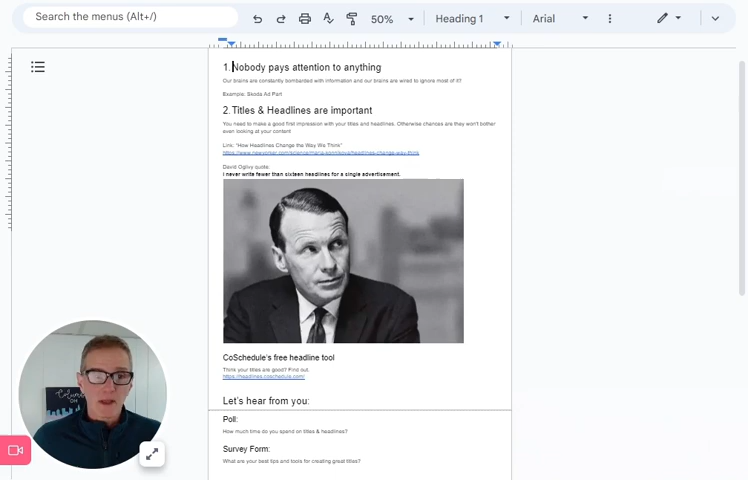 Search the menus (Alt+/)
50%
Heading 1
Arial
1. Nobody pays attention to anything
Our brains are constantly bombarded with information and our brains are wired to ignore most of it?
Example: Skoda Ad Part
2. Titles & Headlines are important
You need to make a good first impression with your titles and headlines. Otherwise chances are they won't bother
even looking at your content
Link: "How Headlines Change the Way We Think"
David Ogilvy quote:
I never write fewer than sixteen headlines for a single advertisement.
CoSchedule's free headline tool
Think your titles are good? Find out.
https://headlines.coschedule.com/
Let's hear from you:
Poll:
How much time do you spend on titles & headlines?
Survey Form:
What are your best tips and tools for creating great titles?